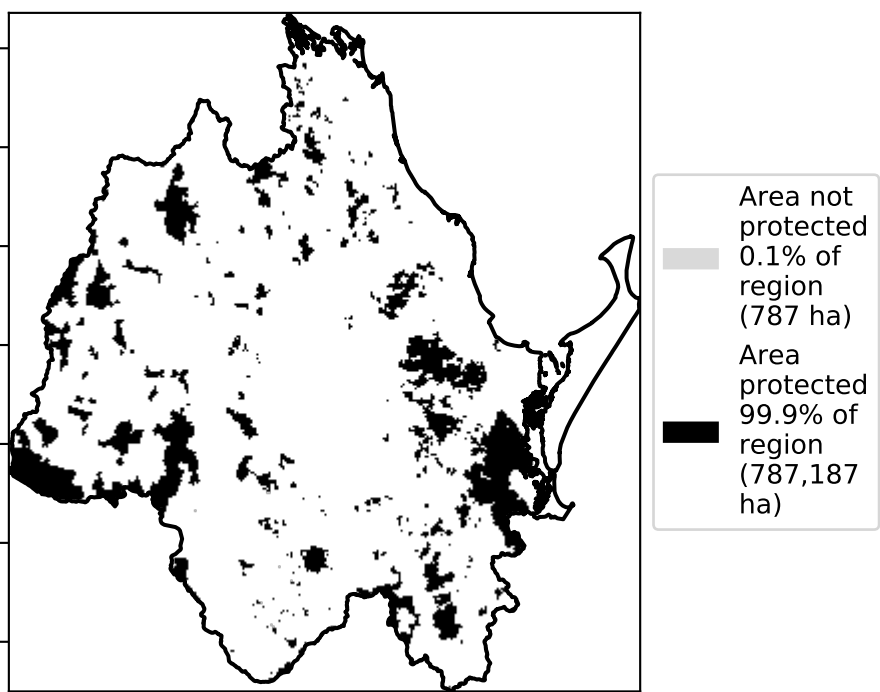 Area not
protected
0.1% of
region
(787 ha)
Area
protected
99.9% of
region
(787,187
ha)